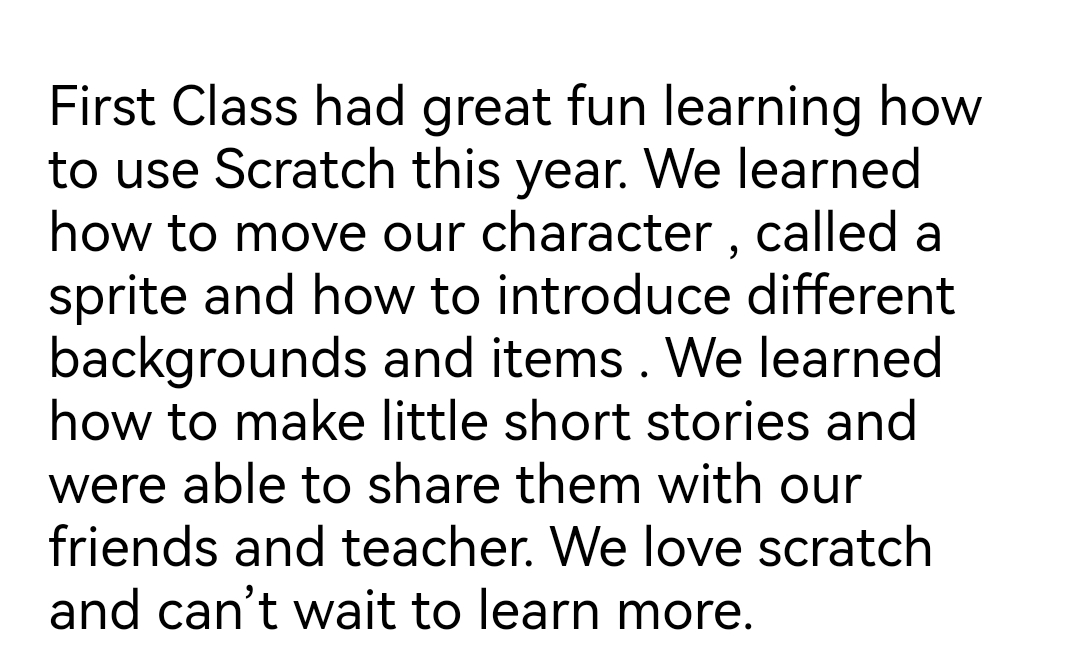 First Class had great fun learning how
to use Scratch this year. We learned
how to move our character , called a
sprite and how to introduce different
backgrounds and items . We learned
how to make little short stories and
were able to share them with our
friends and teacher. We love scratch
and can’t wait to learn more.